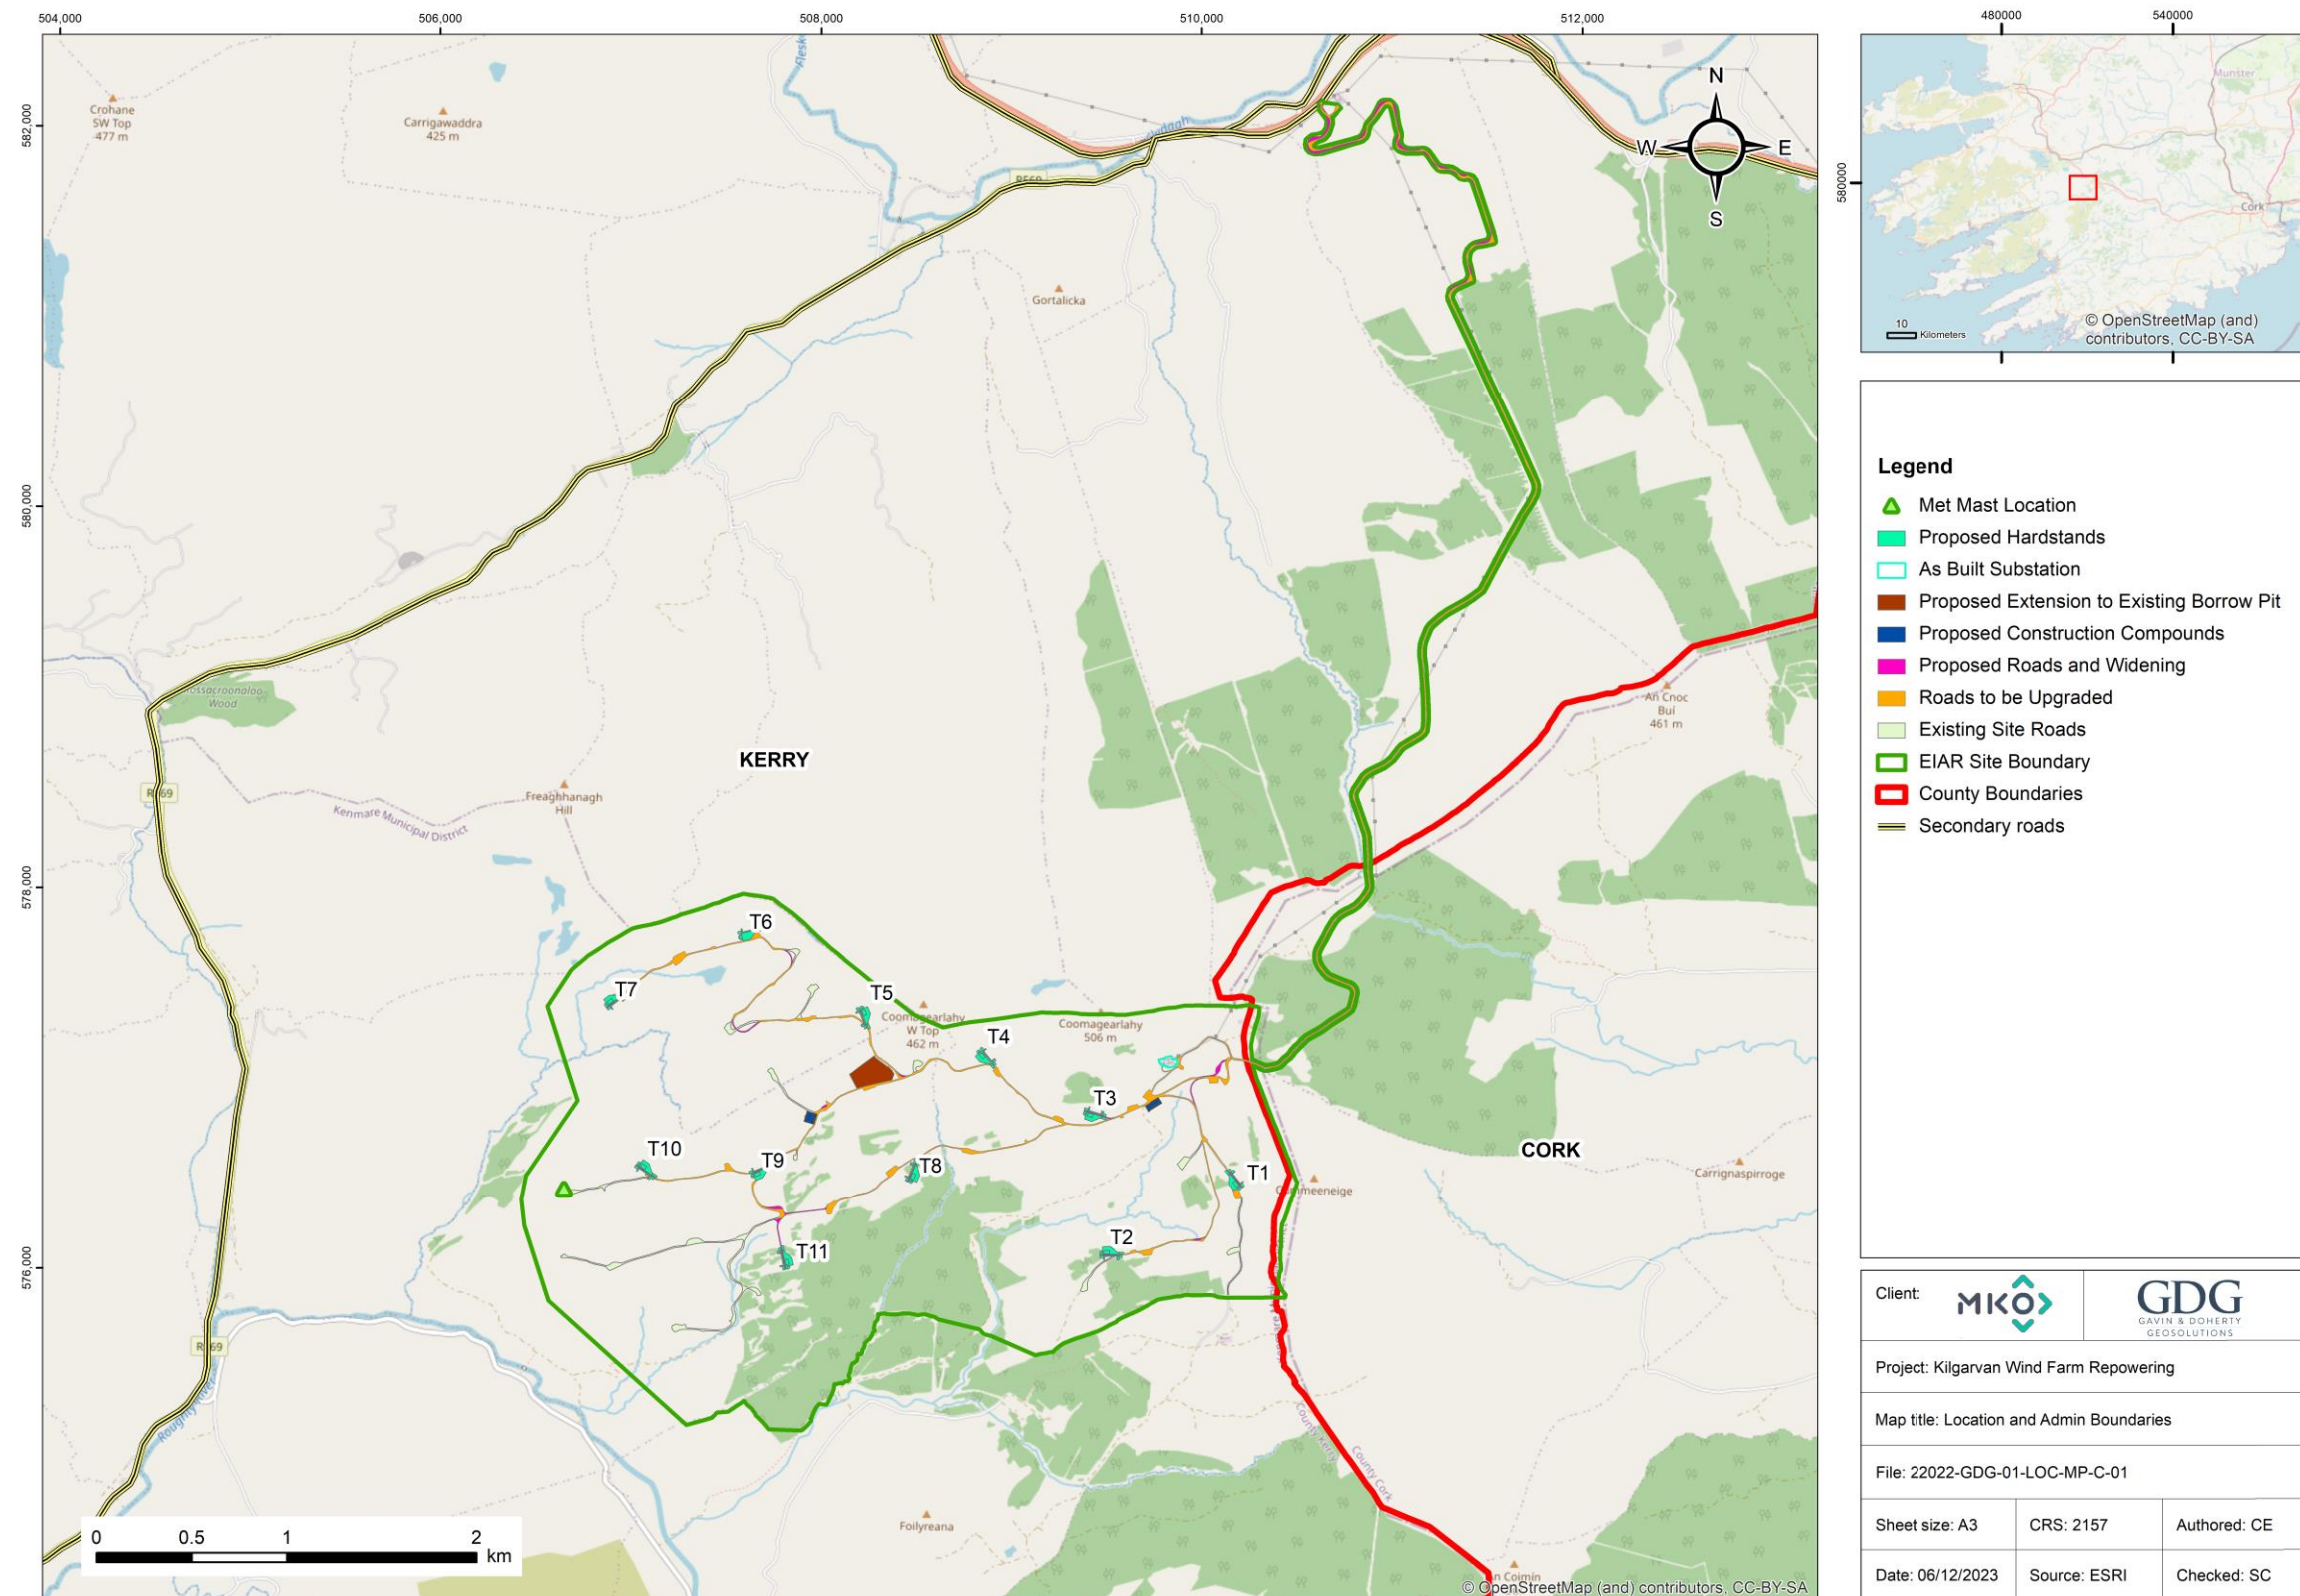 504,000
506,000
508,000
510,000
512,000
582,000
580,000
578,000
576,000
Crohane
SW Top
477 m
Carrigawaddra
425 m
Flesk
R569
Gortalicka
N
W
E
S
Wood
KERRY
R569
Freaghhanagh
Hill
Kenmare Municipal District
An Cnoc
Bui
461 m
T6
T7
T5
Coomagearlahy
W Top
462 m
T4
Coomagearlahy
506 m
T3
T10
T9
T8
T1
CORK
Carrignaspirroge
T2
T11
R569
Roughty River
County Kerry
County Cork
Foilyreana
0
0.5
1
2
km
© OpenStreetMap (and) contributors, CC-BY-SA
480000
540000
580000
Munster
Cork
10
Kilometers
© OpenStreetMap (and)
contributors, CC-BY-SA
Legend
Met Mast Location
Proposed Hardstands
As Built Substation
Proposed Extension to Existing Borrow Pit
Proposed Construction Compounds
Proposed Roads and Widening
Roads to be Upgraded
Existing Site Roads
EIAR Site Boundary
County Boundaries
Secondary roads
Client:
MKO
GDG
GAVIN & DOHERTY
GEOSOLUTIONS
Project: Kilgarvan Wind Farm Repowering
Map title: Location and Admin Boundaries
File: 22022-GDG-01-LOC-MP-C-01
Sheet size: A3
CRS: 2157
Authored: CE
Date: 06/12/2023
Source: ESRI
Checked: SC